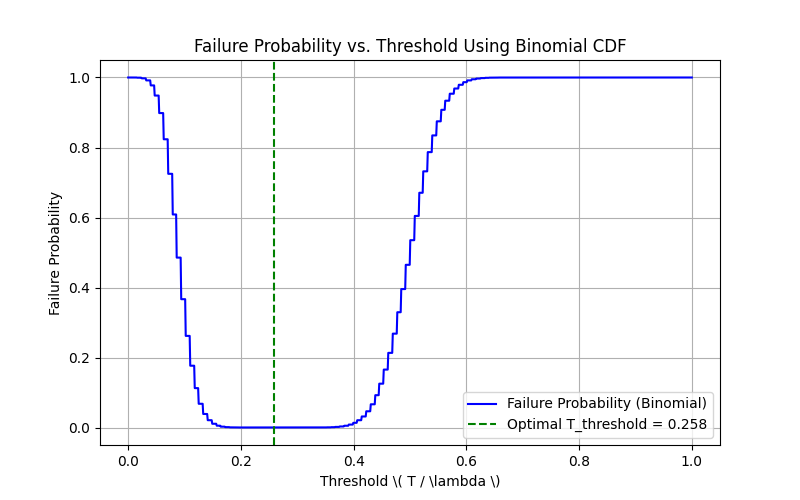 Failure Probability vs. Threshold Using Binomial CDF
Failure Probability
1.0
0.8
0.6
0.4
0.2
0.0
0.0 0.2 0.4 0.6 0.8 1.0
Threshold \( T / \lambda \)
Failure Probability (Binomial)
Optimal T_threshold = 0.258